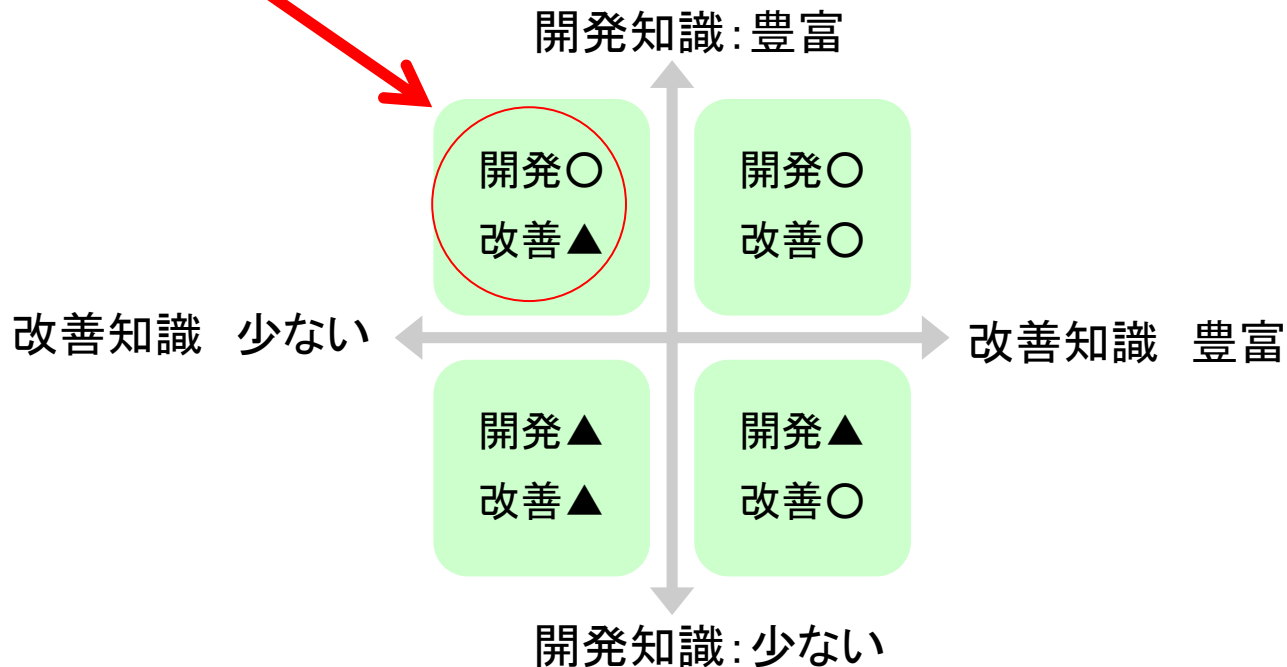 開発知識：豊富
開発○
改善▲
開発○
改善○
改善知識　少ない
改善知識　豊富
開発▲
改善▲
開発▲
改善○
開発知識：少ない